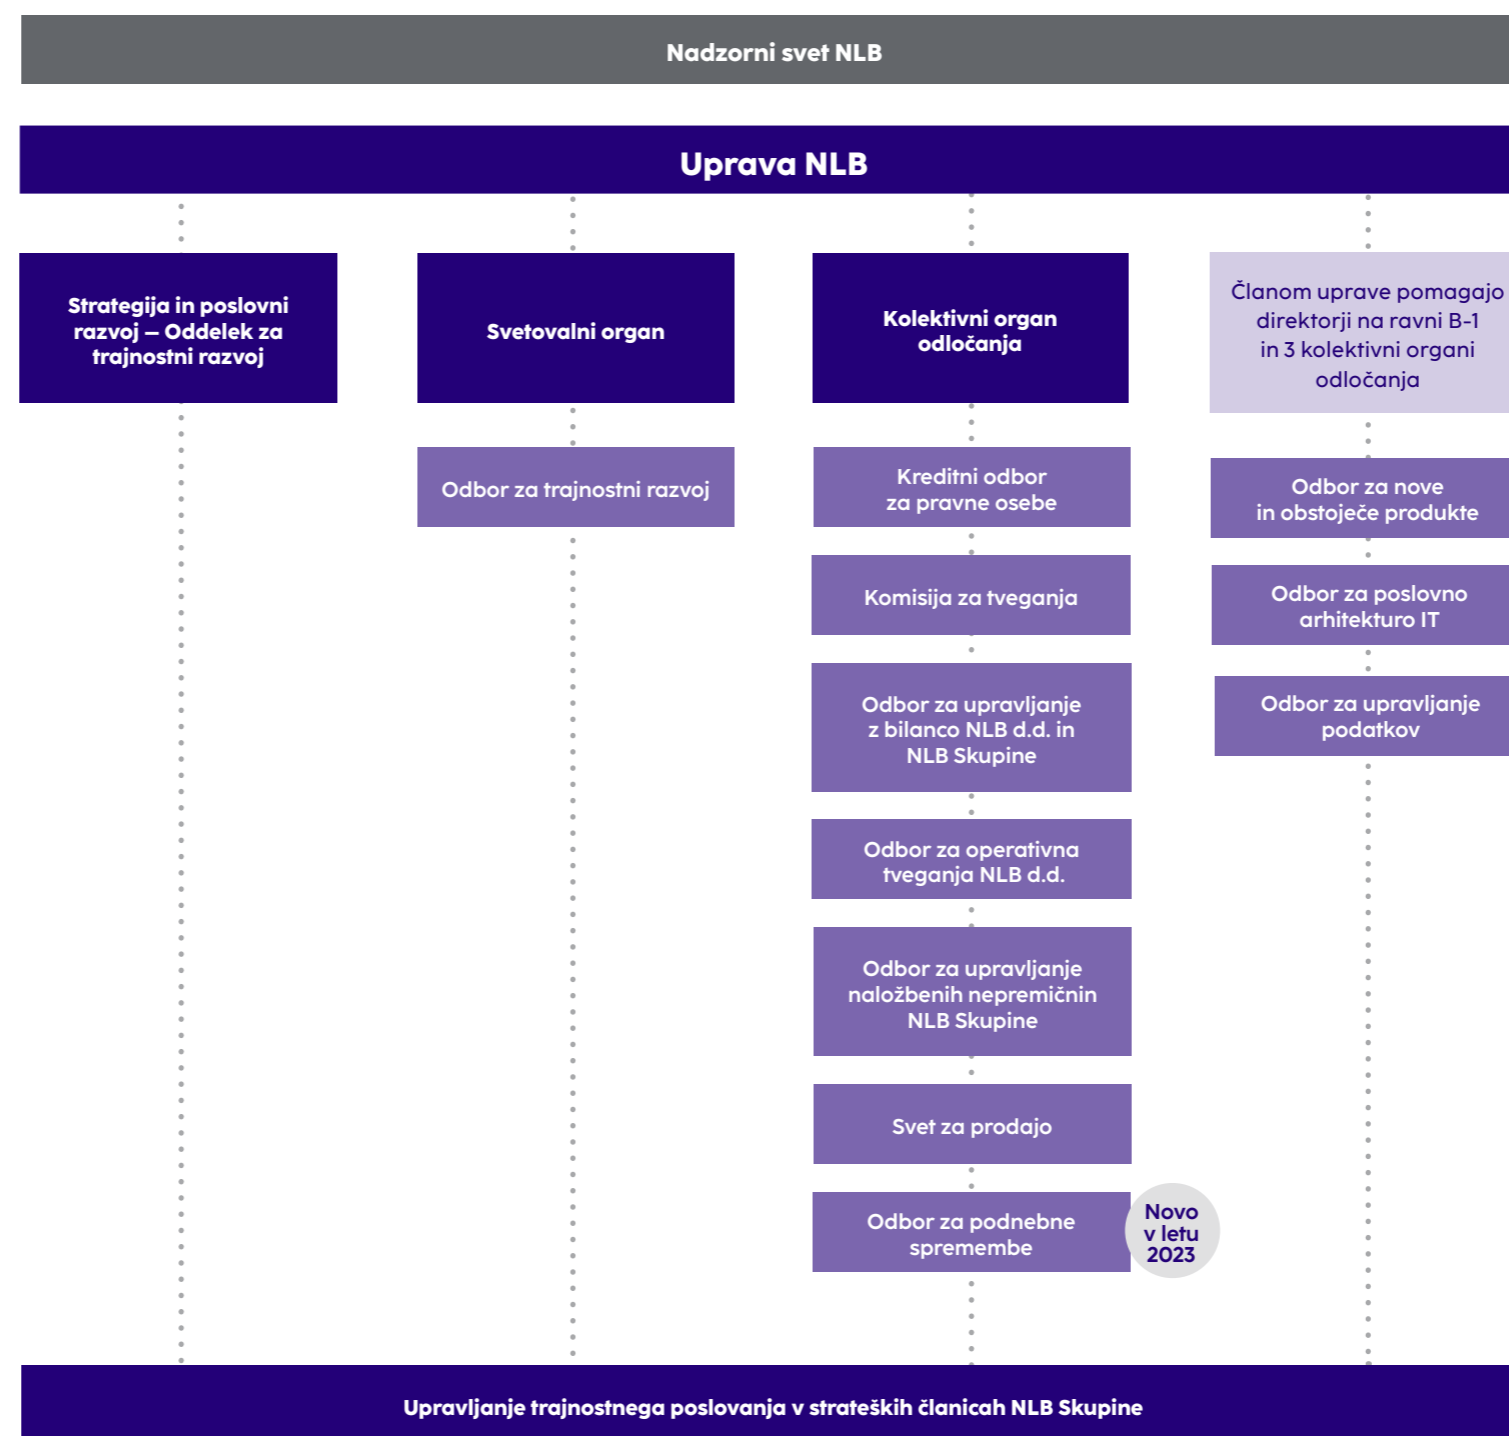 Nadzorni svet NLB
Uprava NLB
Strategija in poslovni
razvoj – Oddelek za
trajnostni razvoj
Svetovalni organ
Odbor za trajnostni razvoj
Kolektivni organ
odločanja
Kreditni odbor
za pravne osebe
Komisija za tveganja
Odbor za upravljanje
z bilanco NLB d.d. in
NLB Skupine
Odbor za operativna
tveganja NLB d.d.
Odbor za upravljanje
naložbenih nepremičnin
NLB Skupine
Svet za prodajo
Odbor za podnebne
spremembe
Novo
v letu
2023
Članom uprave pomagajo
direktorji na ravni B-1
in 3 kolektivni organi
odločanja
Odbor za nove
in obstoječe produkte
Odbor za poslovno
arhitekturo IT
Odbor za upravljanje
podatkov
Upravljanje trajnostnega poslovanja v strateških članicah NLB Skupine